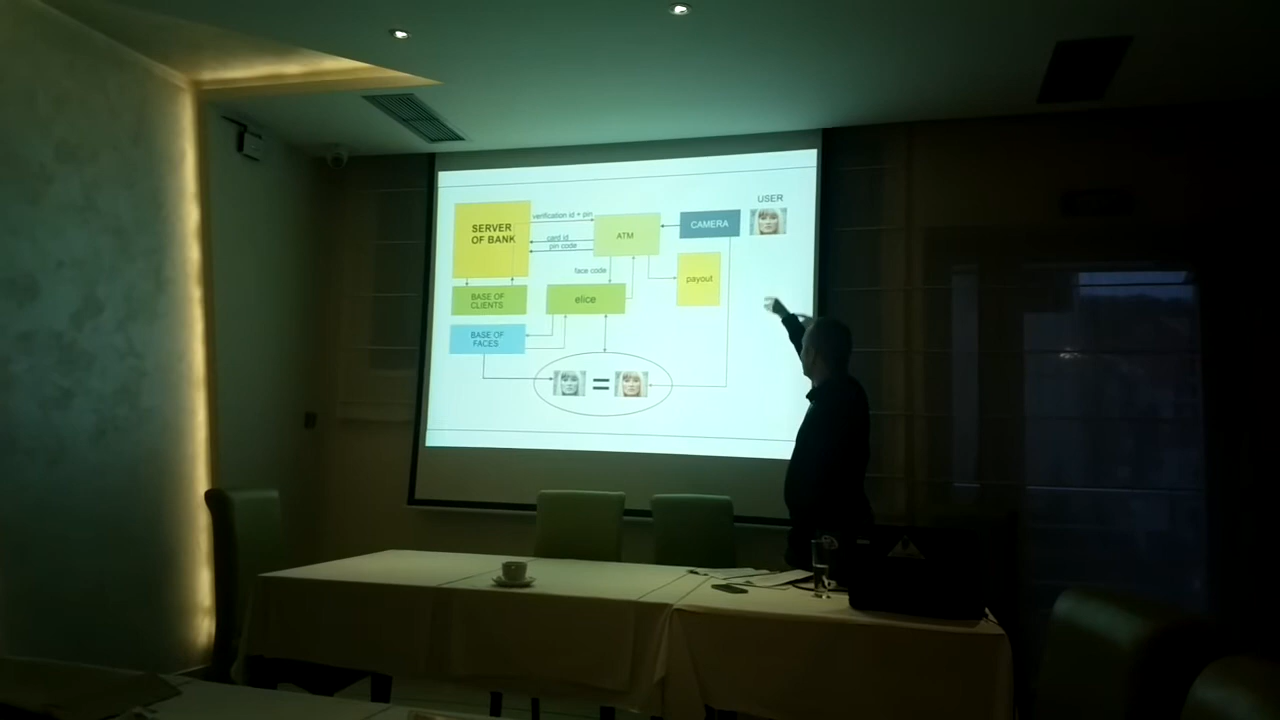 USER
SERVER
OF BANK
verification id + pin
ATM
CAMERA
card id
pin code
face code
payout
BASE OF
CLIENTS
elice
BASE OF
FACES
=